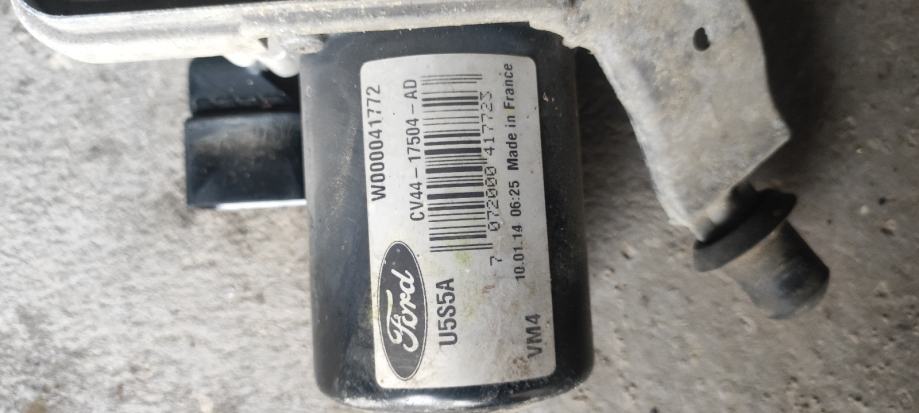 W000041772
CV44-17504-AD
7 072000 417723
10.01.14 06:25 Made in France
Ford
U5S5A
VM4